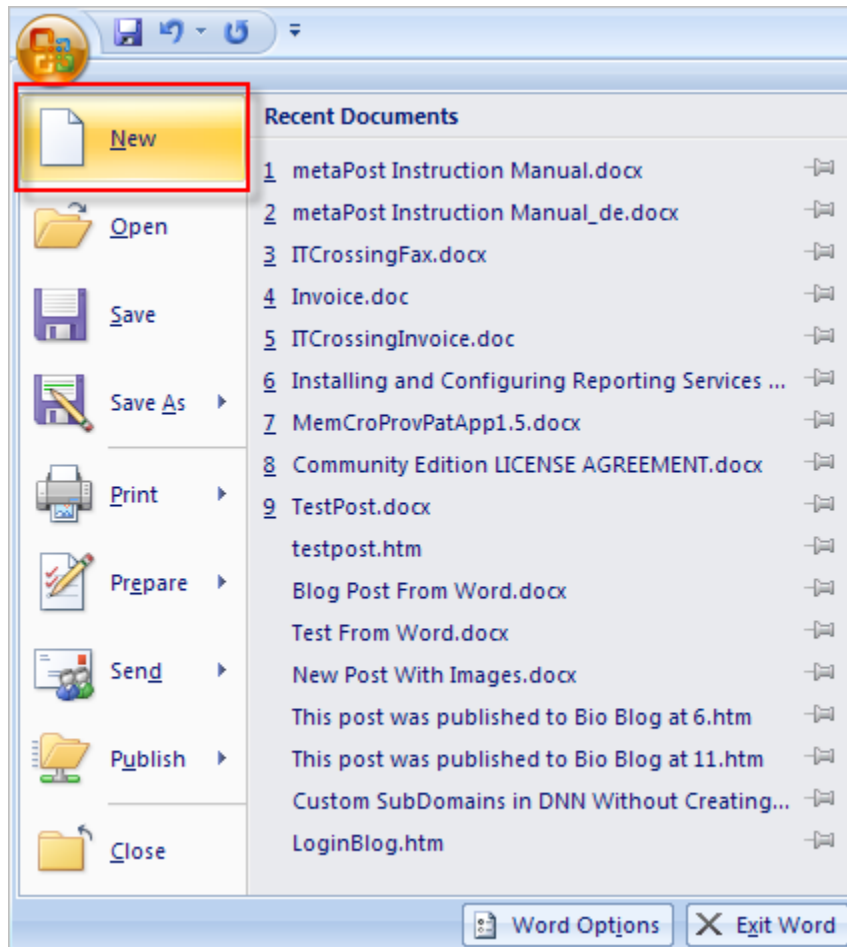 New
Open
Save
Save As
Print
Prepare
Send
Publish
Close
Recent Documents
1 metaPost Instruction Manual.docx
2 metaPost Instruction Manual_de.docx
3 ITCrossingFax.docx
4 Invoice.doc
5 ITCrossingInvoice.doc
6 Installing and Configuring Reporting Services ...
7 MemCroProvPatApp1.5.docx
8 Community Edition LICENSE AGREEMENT.docx
9 TestPost.docx
testpost.htm
Blog Post From Word.docx
Test From Word.docx
New Post With Images.docx
This post was published to Bio Blog at 6.htm
This post was published to Bio Blog at 11.htm
Custom SubDomains in DNN Without Creating...
LoginBlog.htm
Word Options
Exit Word